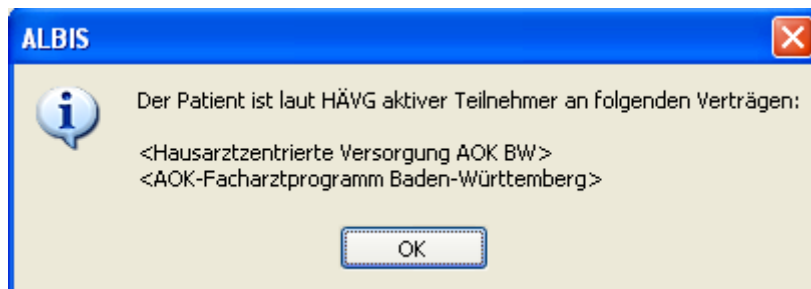 ALBIS
Der Patient ist laut HÄVG aktiver Teilnehmer an folgenden Verträgen:
<Hausarztzentrierte Versorgung AOK BW>
<AOK-Facharztprogramm Baden-Württemberg>
OK